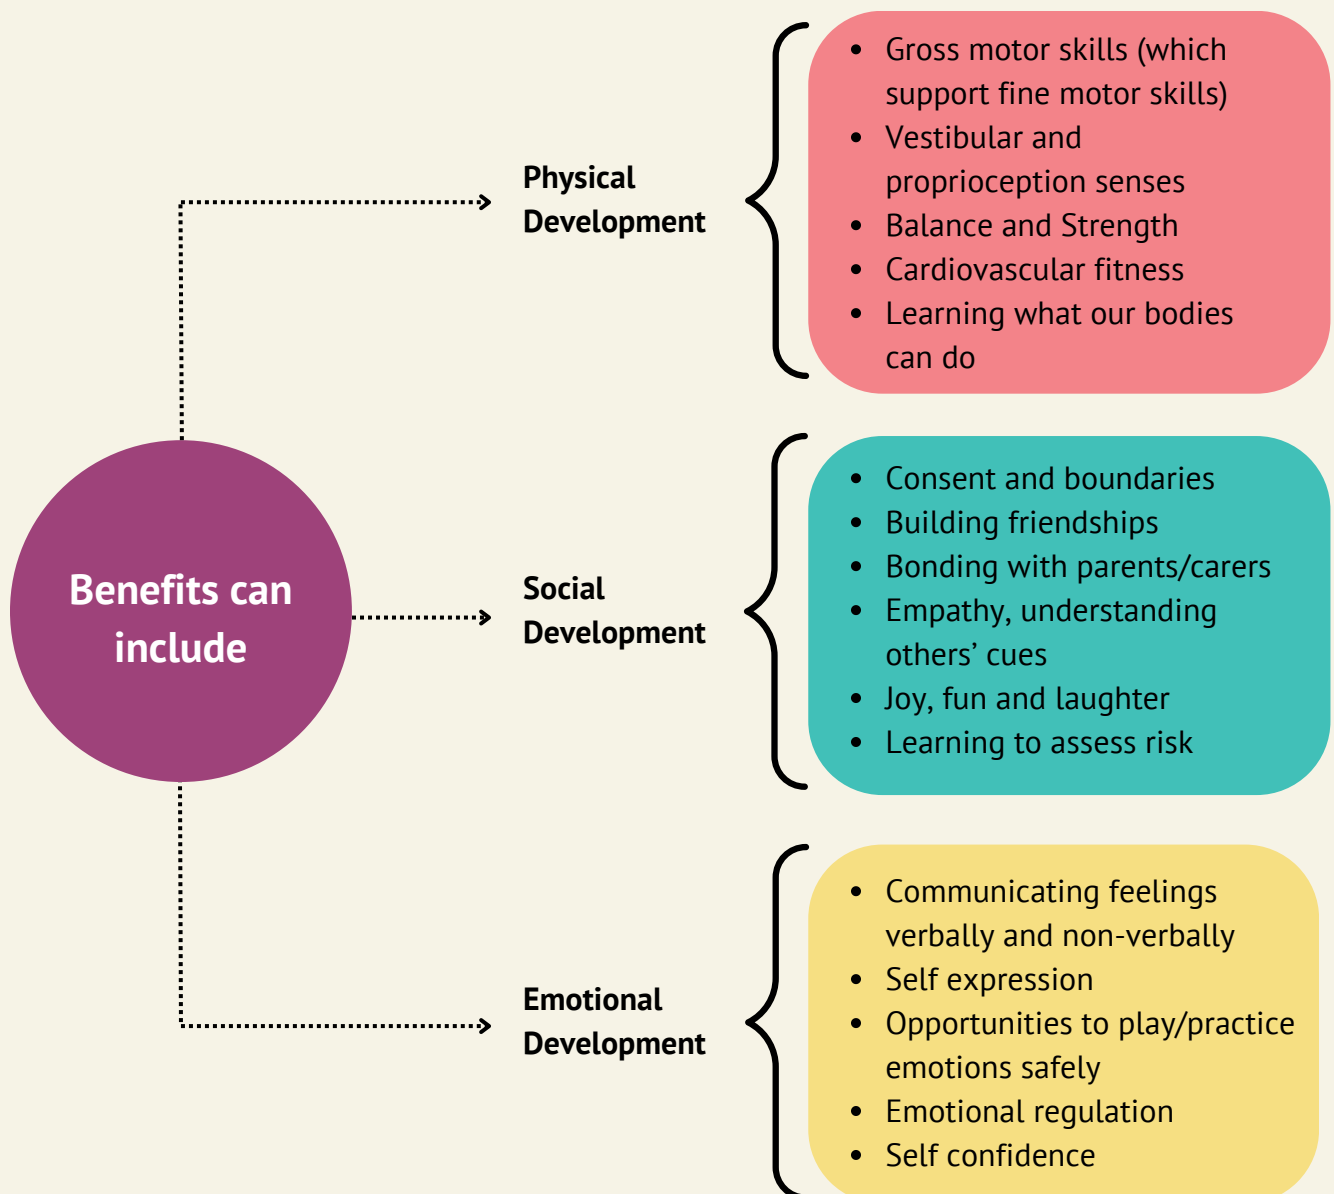 Benefits can
include
Physical
Development
• Gross motor skills (which
support fine motor skills)
• Vestibular and
proprioception senses
• Balance and Strength
• Cardiovascular fitness
• Learning what our bodies
can do
Social
Development
• Consent and boundaries
• Building friendships
• Bonding with parents/carers
• Empathy, understanding
others’ cues
• Joy, fun and laughter
• Learning to assess risk
Emotional
Development
• Communicating feelings
verbally and non-verbally
• Self expression
• Opportunities to play/practice
emotions safely
• Emotional regulation
• Self confidence